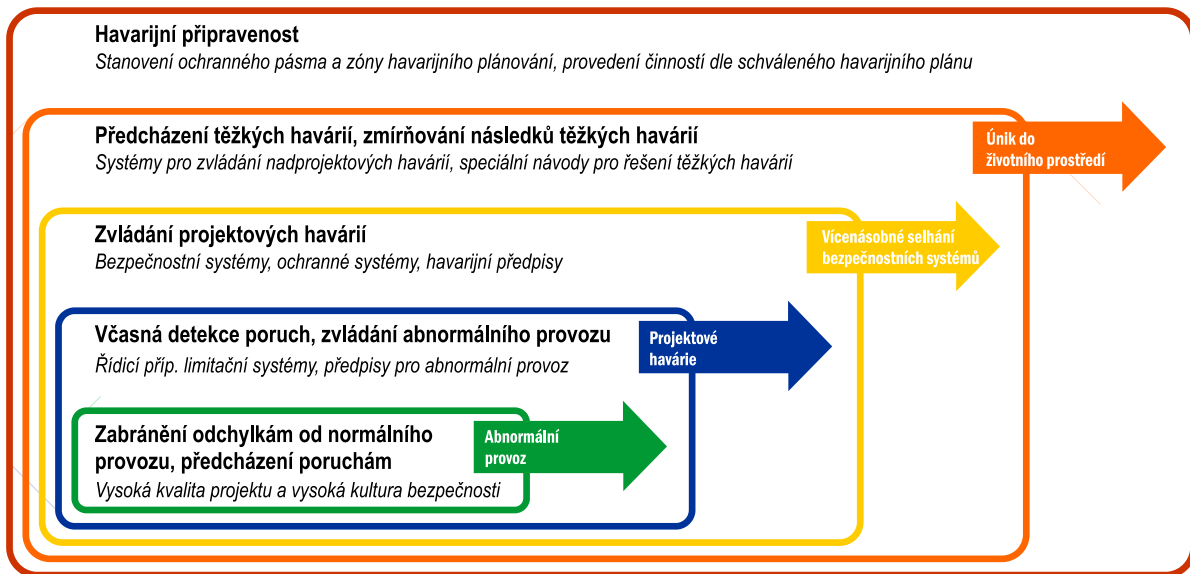 Havarijní připravenost
Stanovení ochranného pásma a zóny havarijního plánování, provedení činností dle schváleného havarijního plánu
Předcházení těžkých havárií, zmírňování následků těžkých havárií
Systémy pro zvládání nadprojektových havárií, speciální návody pro řešení těžkých havárií
Únik do
životního prostředí
Zvládání projektových havárií
Bezpečnostní systémy, ochranné systémy, havarijní předpisy
Vícenásobné selhání
bezpečnostních systémů
Včasná detekce poruch, zvládání abnormálního provozu
Řídicí příp. limitační systémy, předpisy pro abnormální provoz
Projektové
havárie
Zabránění odchylkám od normálního
provozu, předcházení poruchám
Vysoká kvalita projektu a vysoká kultura bezpečnosti
Abnormální
provoz